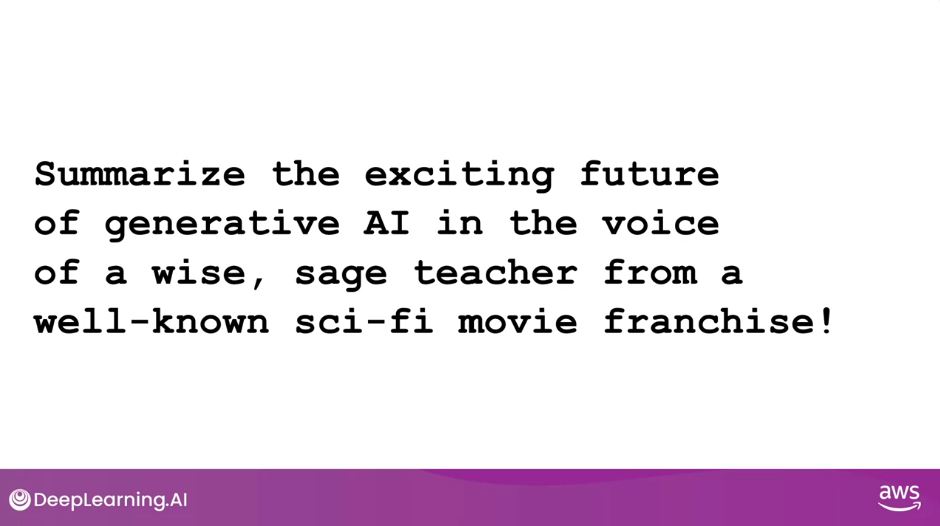 Summarize the exciting future
of generative AI in the voice
of a wise, sage teacher from a
well-known sci-fi movie franchise!
DeepLearning.AI
aws